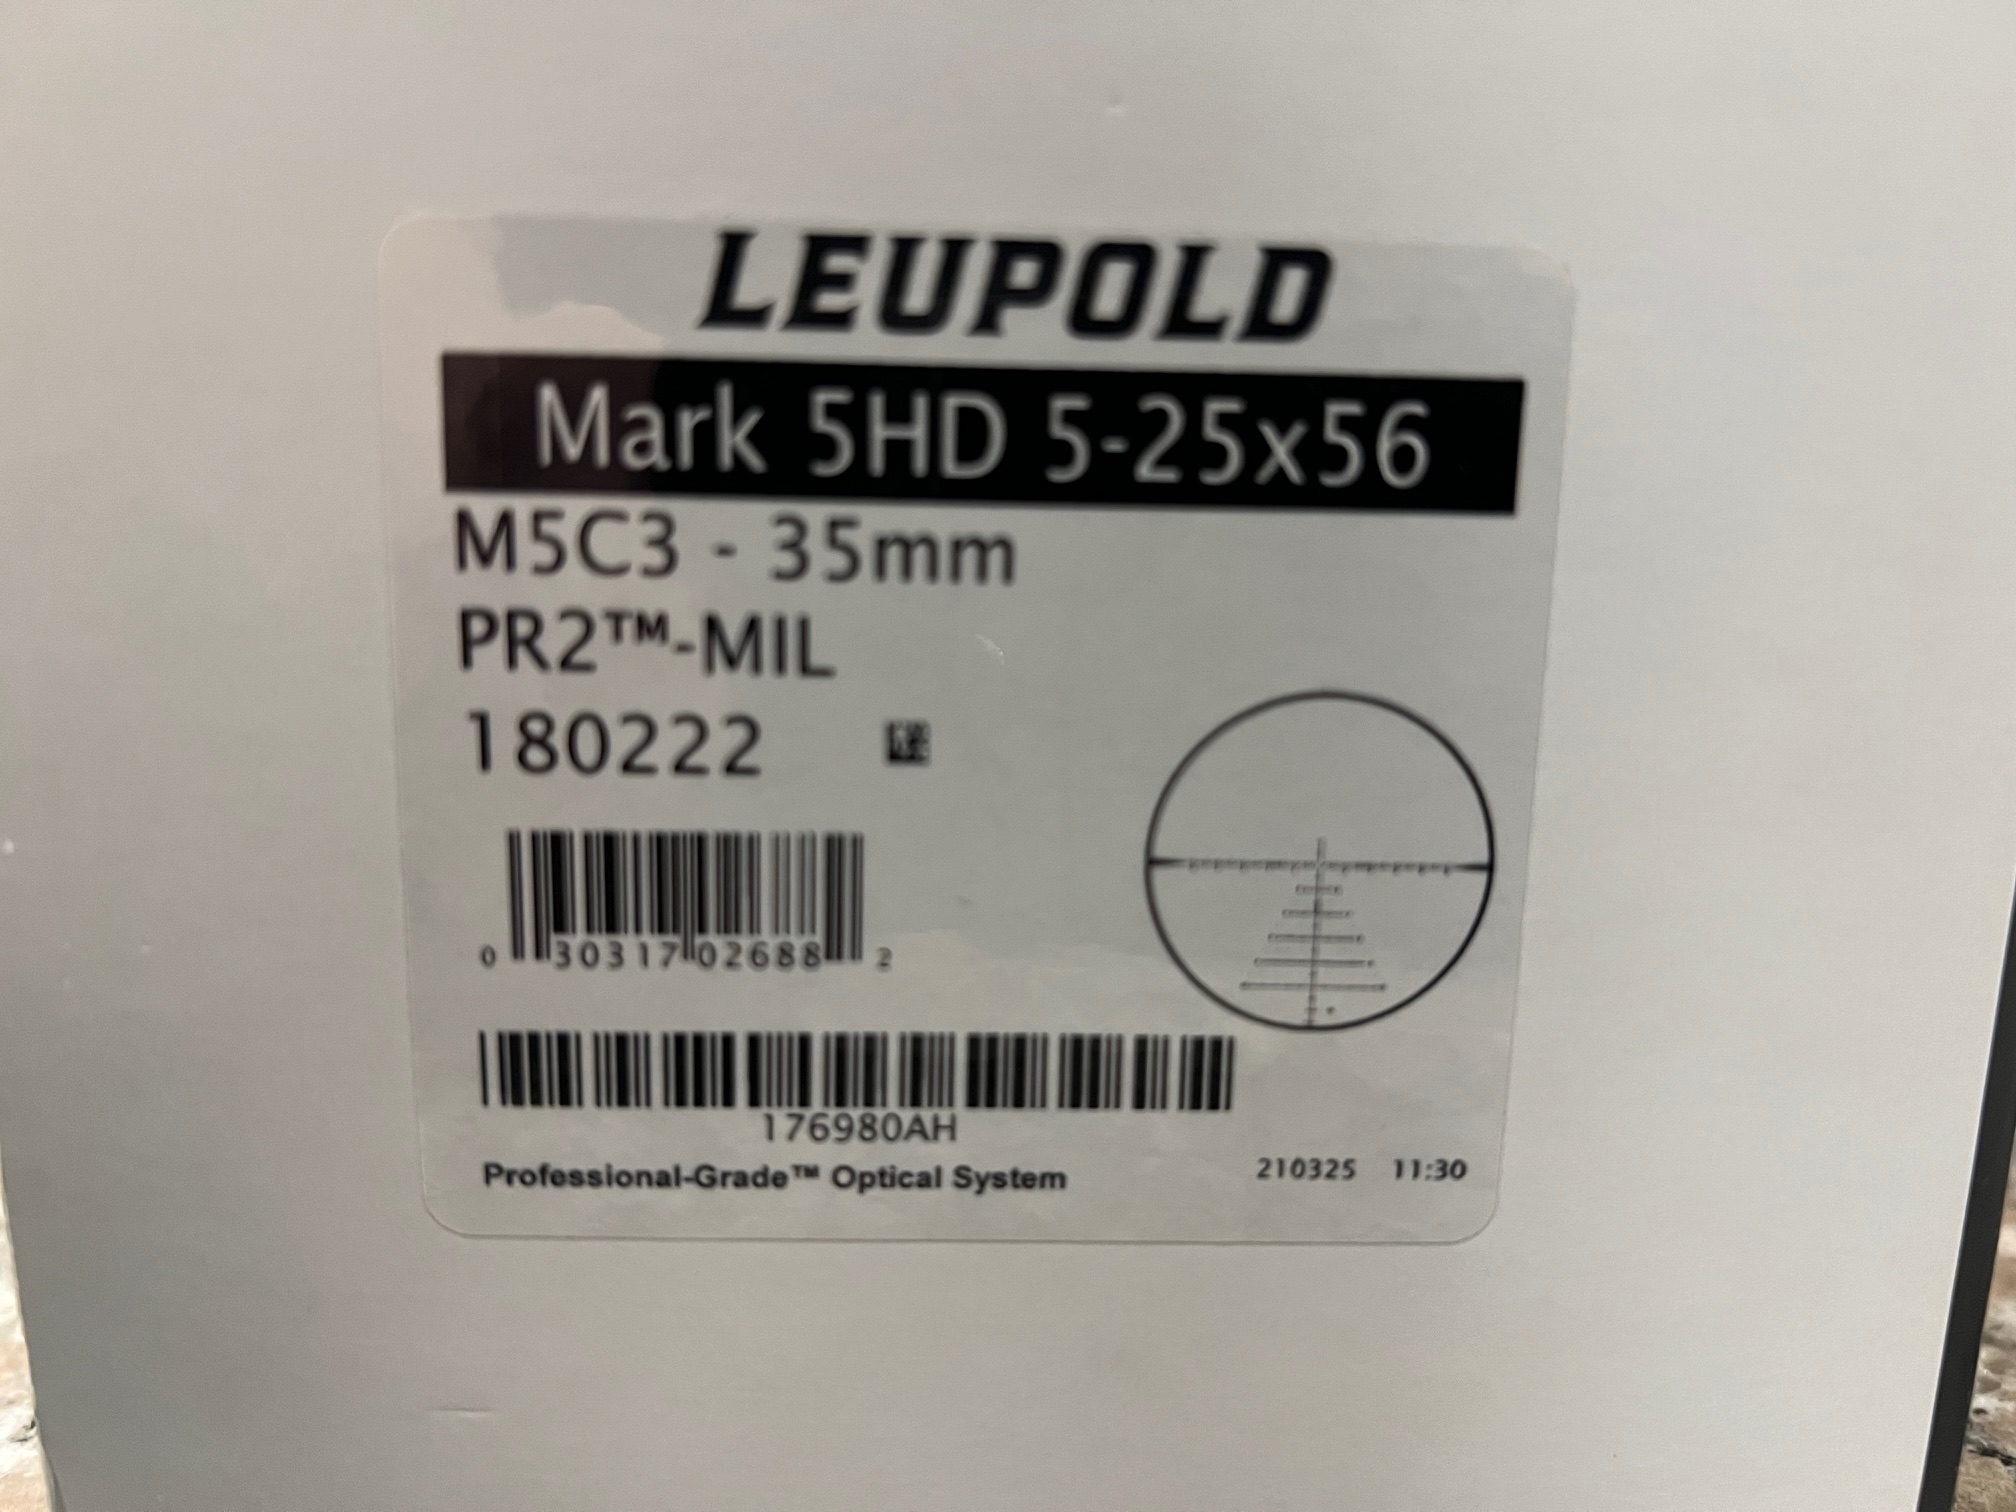 LEUPOLD
Mark 5HD 5-25x56
M5C3 - 35mm
PR2™-MIL
180222
0 30317 02688 2
176980AH
Professional-Grade™ Optical System
210325 11:30